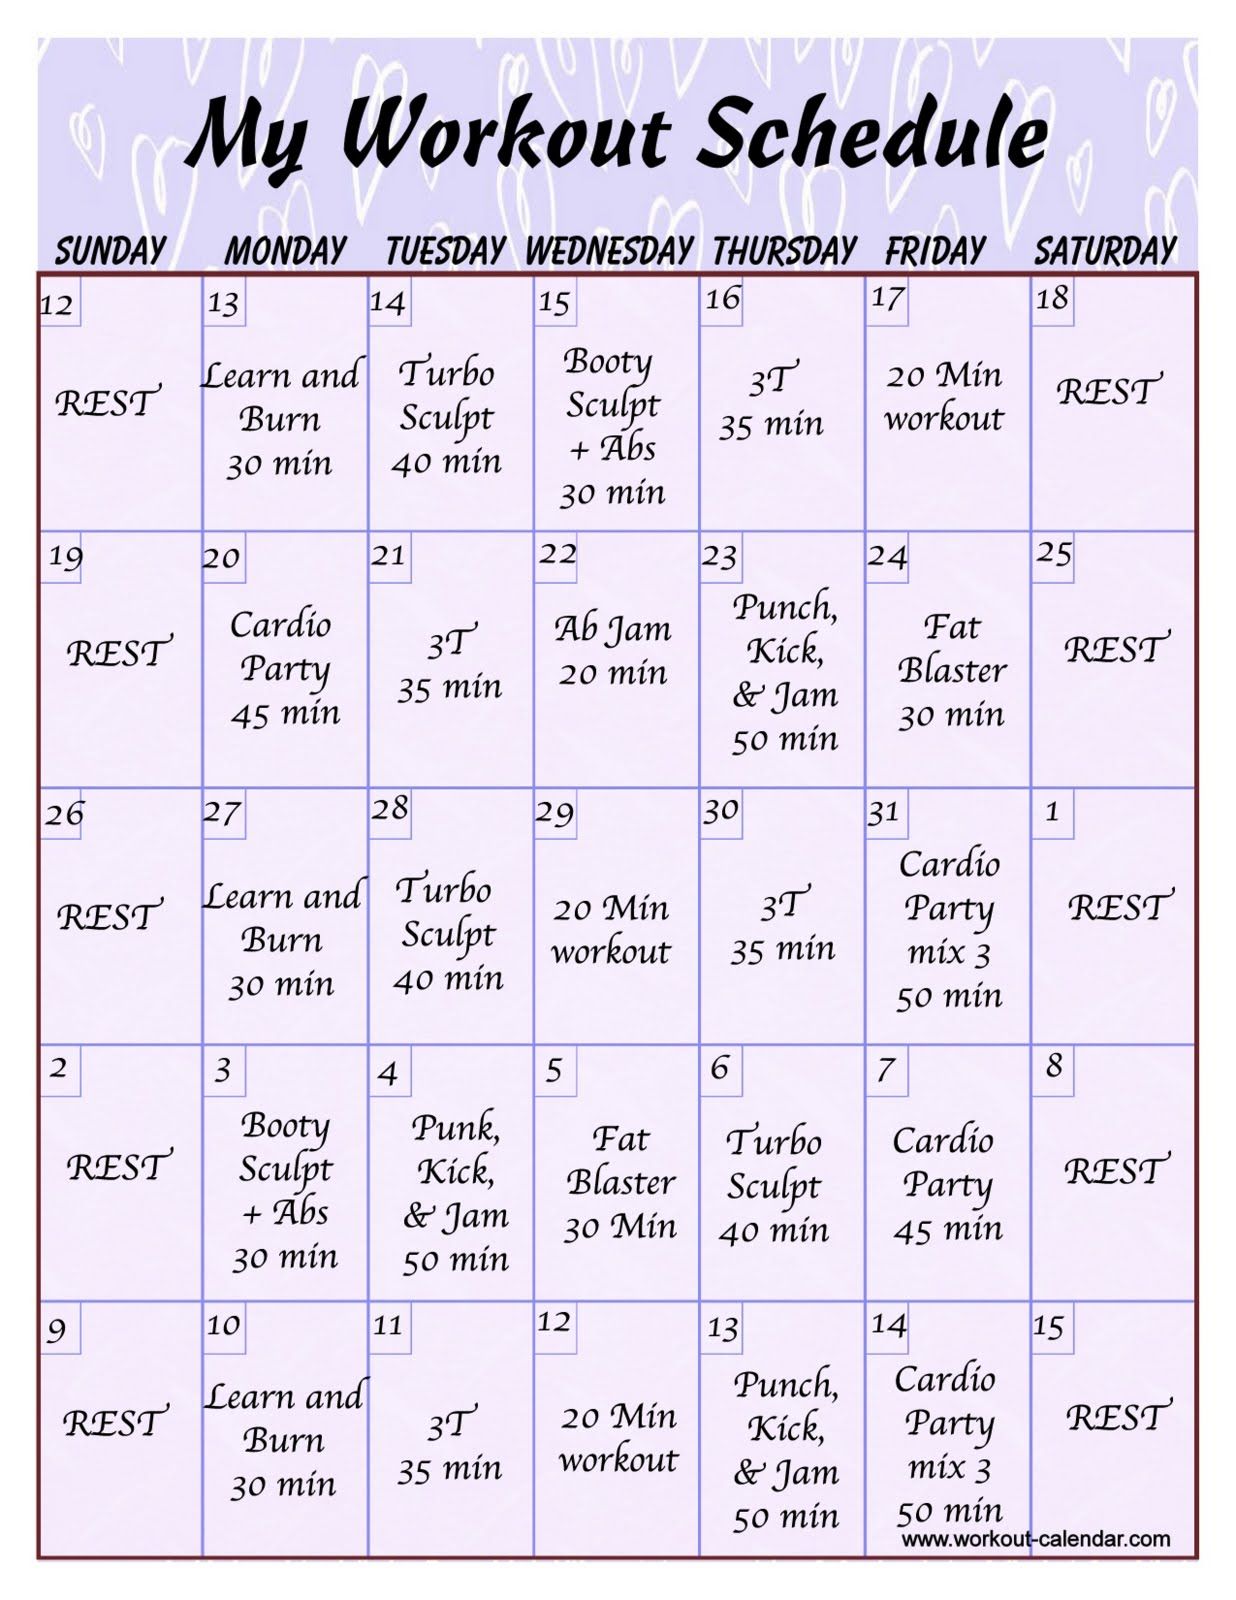 My Workout Schedule
SUNDAY MONDAY TUESDAY WEDNESDAY THURSDAY FRIDAY SATURDAY
12
REST
13
Learn and
Burn
30 min
14
Turbo
Sculpt
40 min
15
Booty
Sculpt
+ Abs
30 min
16
3T
35 min
17
20 Min
workout
18
REST
19
REST
20
Cardio
Party
45 min
21
3T
35 min
22
Ab Jam
20 min
23
Punch,
Kick,
& Jam
50 min
24
Fat
Blaster
30 min
25
REST
26
REST
27
Learn and
Burn
30 min
28
Turbo
Sculpt
40 min
29
20 Min
workout
30
3T
35 min
31
Cardio
Party
mix 3
50 min
1
REST
2
REST
3
Booty
Sculpt
+ Abs
30 min
4
Punk,
Kick,
& Jam
50 min
5
Fat
Blaster
30 Min
6
Turbo
Sculpt
40 min
7
Cardio
Party
45 min
8
REST
9
REST
10
Learn and
Burn
30 min
11
3T
35 min
12
20 Min
workout
13
Punch,
Kick,
& Jam
50 min
14
Cardio
Party
mix 3
50 min
15
REST
www.workout-calendar.com